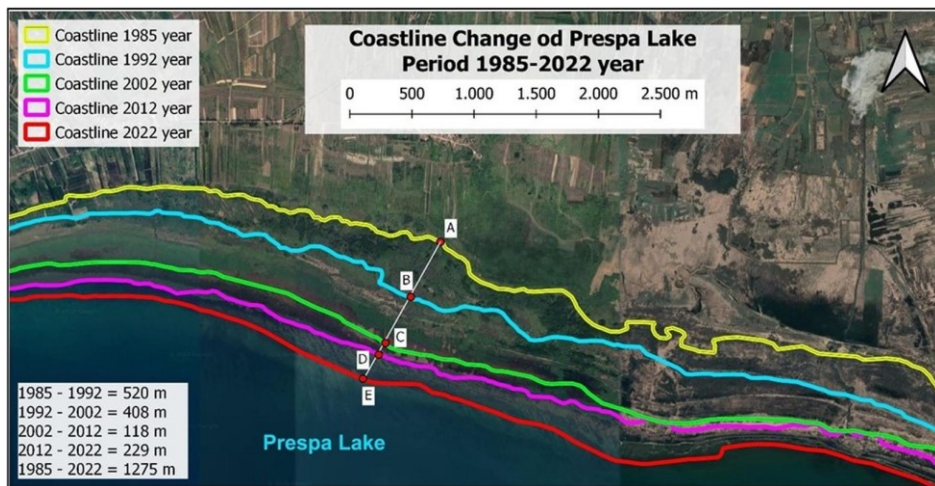 Coastline 1985 year
Coastline 1992 year
Coastline 2002 year
Coastline 2012 year
Coastline 2022 year
Coastline Change od Prespa Lake
Period 1985-2022 year
0 500 1.000 1.500 2.000 2.500 m
A
B
C
D
E
1985 - 1992 = 520 m
1992 - 2002 = 408 m
2002 - 2012 = 118 m
2012 - 2022 = 229 m
1985 - 2022 = 1275 m
Prespa Lake